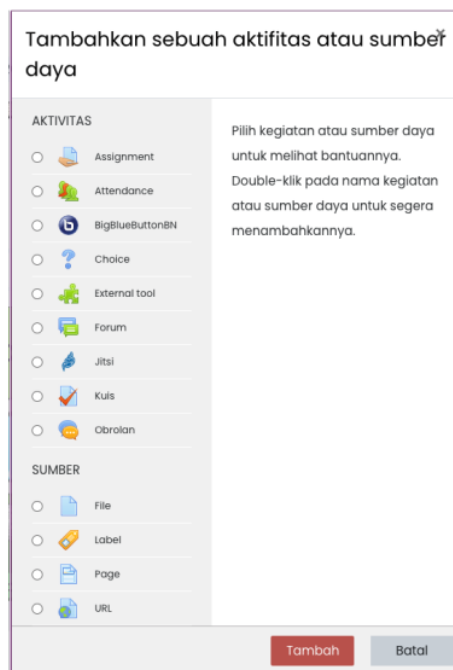 Tambahkan sebuah aktifitas atau sumber
daya
×
AKTIVITAS
Assignment
Attendance
BigBlueButtonBN
Choice
External tool
Forum
Jitsi
Kuis
Obrolan
SUMBER
File
Label
Page
URL
Pilih kegiatan atau sumber daya
untuk melihat bantuannya.
Double-klik pada nama kegiatan
atau sumber daya untuk segera
menambahkannya.
Tambah
Batal